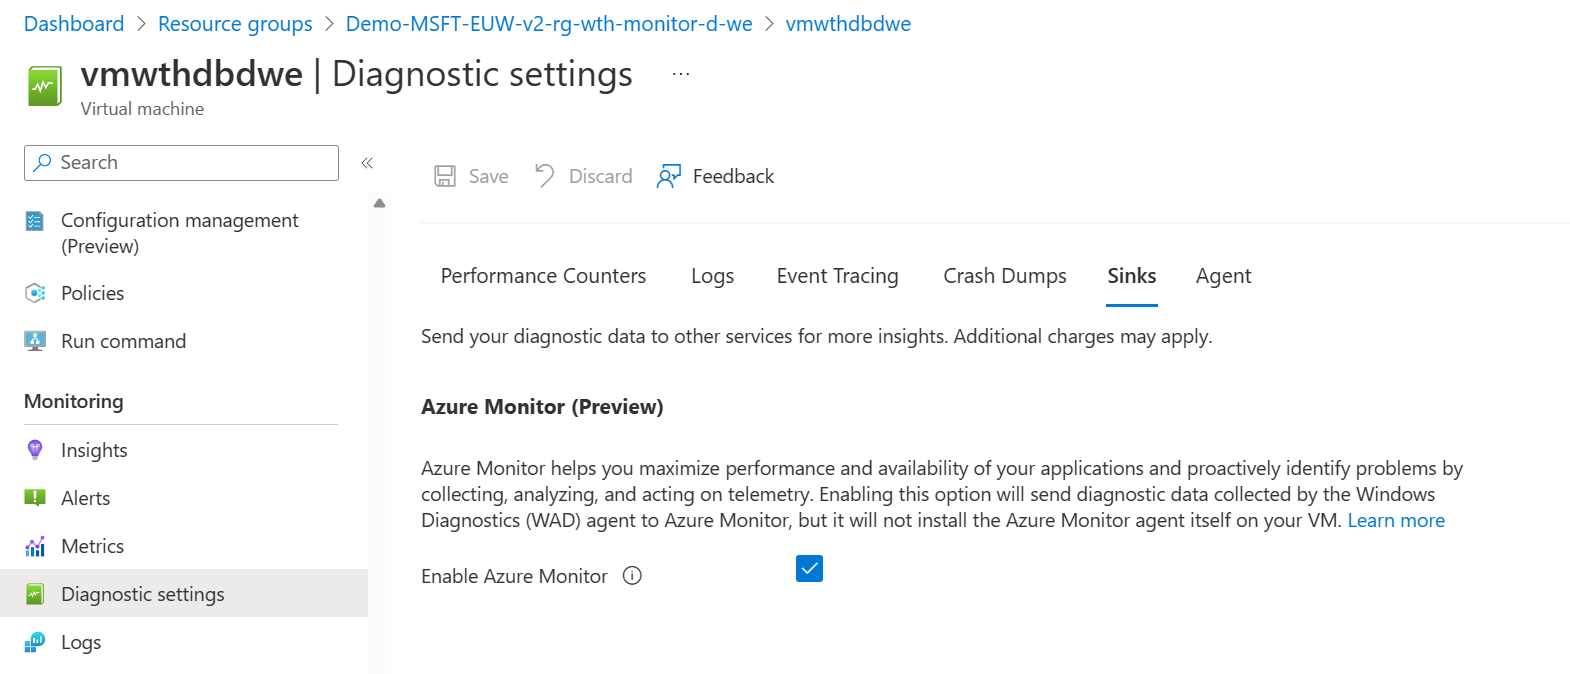 Dashboard > Resource groups > Demo-MSFT-EUW-v2-rg-wth-monitor-d-we > vmwthdbdwe
vmwthdbdwe | Diagnostic settings ...
Virtual machine
Search
«
Configuration management
(Preview)
Policies
Run command
Monitoring
Insights
Alerts
Metrics
Diagnostic settings
Logs
Save Discard Feedback
Performance Counters Logs Event Tracing Crash Dumps Sinks Agent
Send your diagnostic data to other services for more insights. Additional charges may apply.
Azure Monitor (Preview)
Azure Monitor helps you maximize performance and availability of your applications and proactively identify problems by
collecting, analyzing, and acting on telemetry. Enabling this option will send diagnostic data collected by the Windows
Diagnostics (WAD) agent to Azure Monitor, but it will not install the Azure Monitor agent itself on your VM. Learn more
Enable Azure Monitor